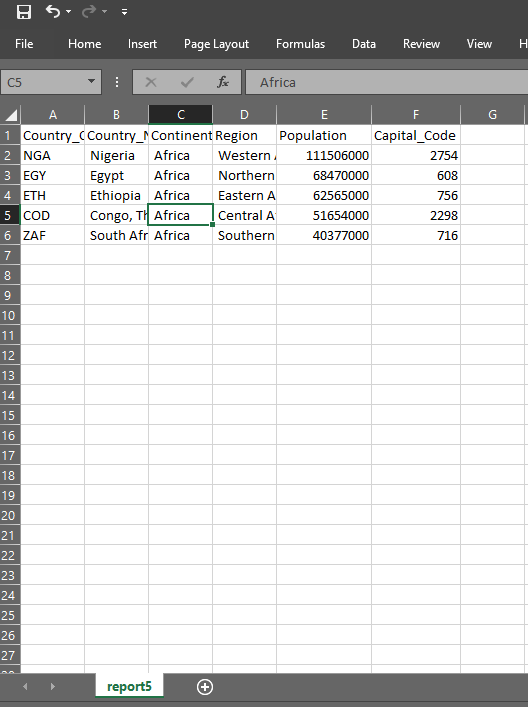 File Home Insert Page Layout Formulas Data Review View H
C5 fx Africa
A B C D E F G
1 Country_C Country_N Continent Region Population Capital_Code
2 NGA Nigeria Africa Western A 111506000 2754
3 EGY Egypt Africa Northern 68470000 608
4 ETH Ethiopia Africa Eastern A 62565000 756
5 COD Congo, Th Africa Central A 51654000 2298
6 ZAF South Afr Africa Southern 40377000 716
7
8
9
10
11
12
13
14
15
16
17
18
19
20
21
22
23
24
25
26
27
28
report5